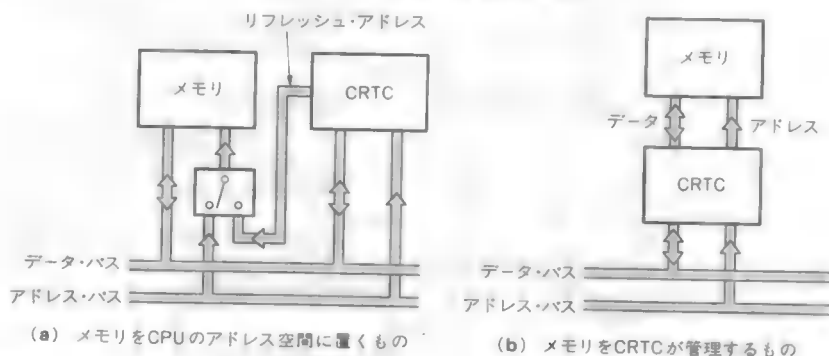 リフレッシュ・アドレス
メモリ
CRTC
データ・バス
アドレス・バス
(a) メモリをCPUのアドレス空間に置くもの
メモリ
データ
アドレス
CRTC
データ・バス
アドレス・バス
(b) メモリをCRTCが管理するもの